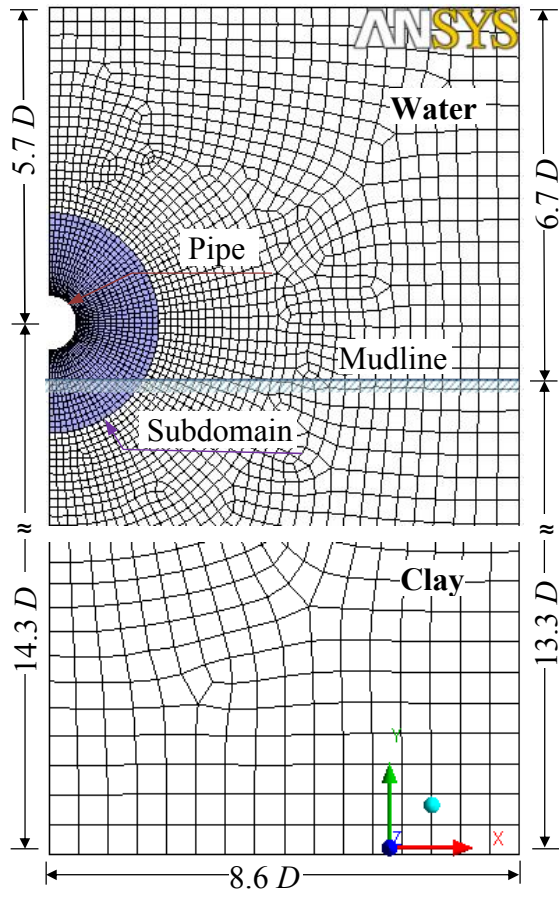 ANSYS
Water
5.7 D
6.7 D
Pipe
Mudline
Subdomain
≈
≈
Clay
14.3 D
13.3 D
Y
Z
X
8.6 D